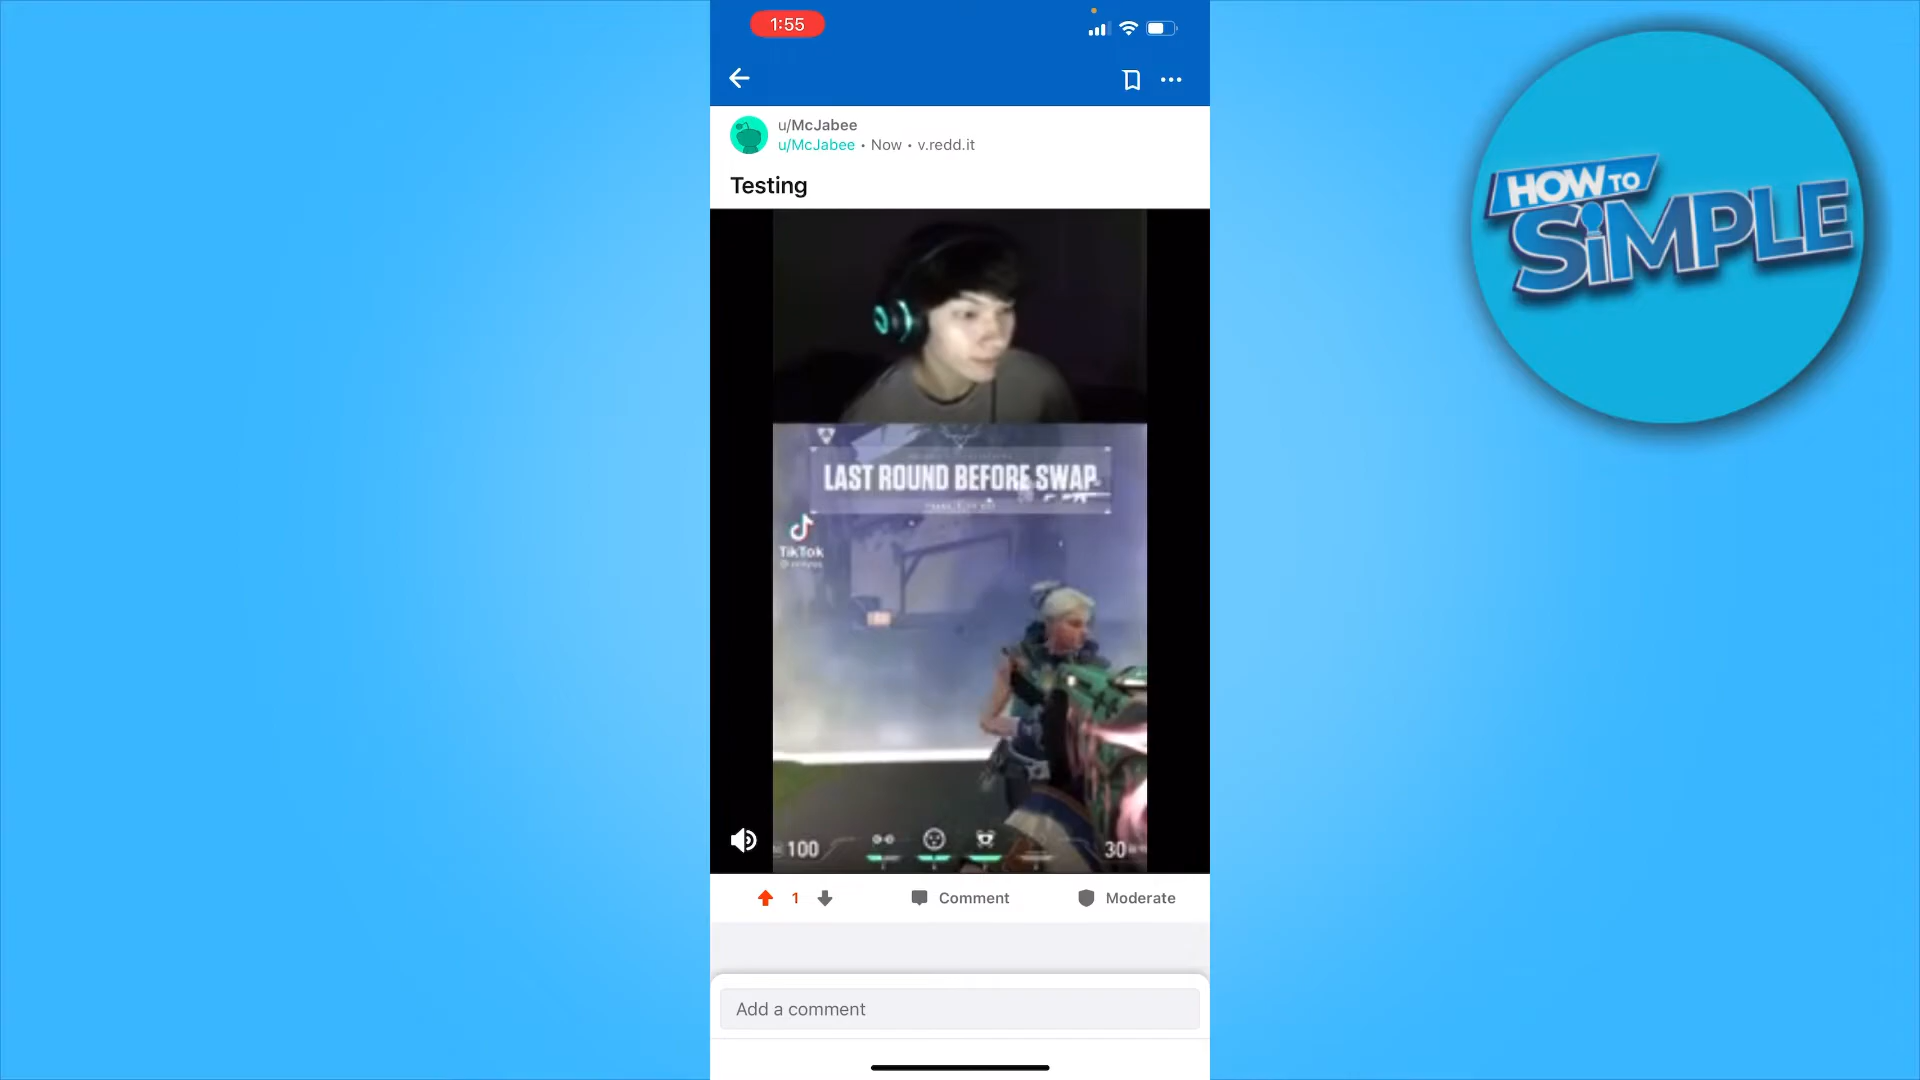 1:55
u/McJabee
u/McJabee • Now • v.redd.it
Testing
LAST ROUND BEFORE SWAP
TikTok
100
30
1
Comment
Moderate
Add a comment
HOW TO
SiMPLE